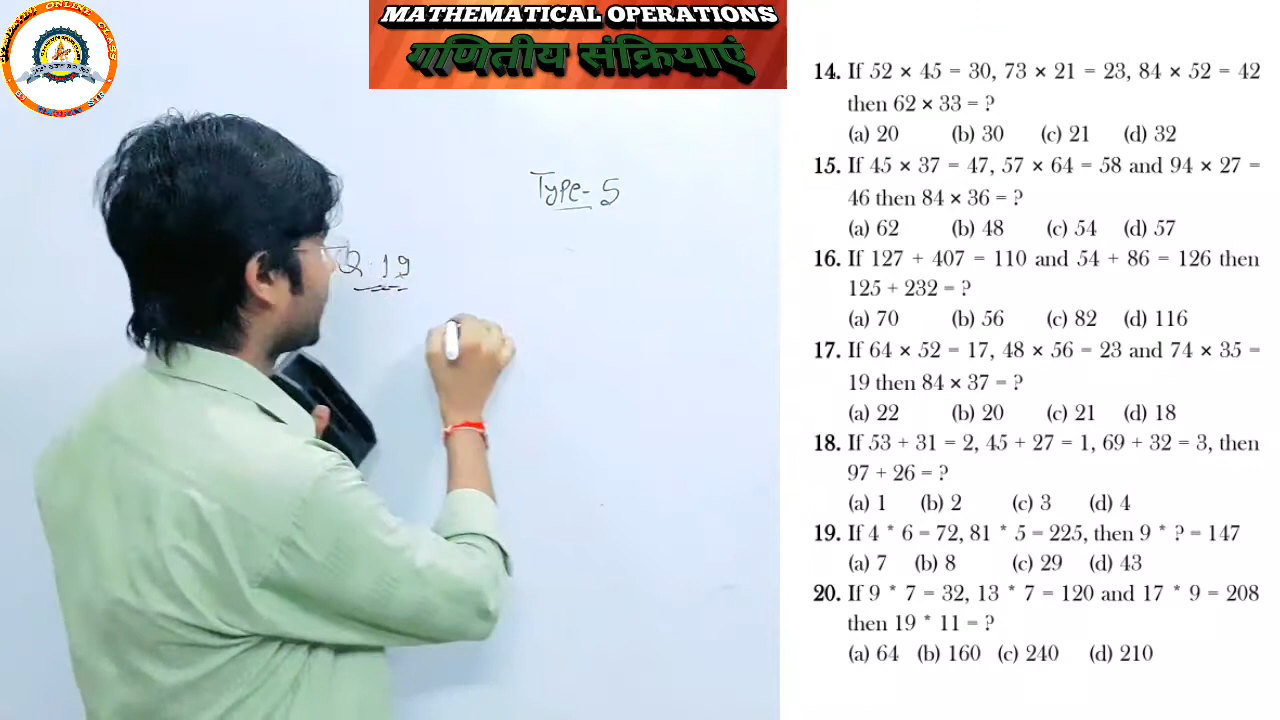 ONLINE CLASS
MATHEMATICAL OPERATIONS
गणितीय संक्रियाएं
Type- 5
Q. 19
14. If 52 × 45 = 30, 73 × 21 = 23, 84 × 52 = 42
then 62 × 33 = ?
(a) 20 (b) 30 (c) 21 (d) 32
15. If 45 × 37 = 47, 57 × 64 = 58 and 94 × 27 =
46 then 84 × 36 = ?
(a) 62 (b) 48 (c) 54 (d) 57
16. If 127 + 407 = 110 and 54 + 86 = 126 then
125 + 232 = ?
(a) 70 (b) 56 (c) 82 (d) 116
17. If 64 × 52 = 17, 48 × 56 = 23 and 74 × 35 =
19 then 84 × 37 = ?
(a) 22 (b) 20 (c) 21 (d) 18
18. If 53 + 31 = 2, 45 + 27 = 1, 69 + 32 = 3, then
97 + 26 = ?
(a) 1 (b) 2 (c) 3 (d) 4
19. If 4 * 6 = 72, 81 * 5 = 225, then 9 * ? = 147
(a) 7 (b) 8 (c) 29 (d) 43
20. If 9 * 7 = 32, 13 * 7 = 120 and 17 * 9 = 208
then 19 * 11 = ?
(a) 64 (b) 160 (c) 240 (d) 210